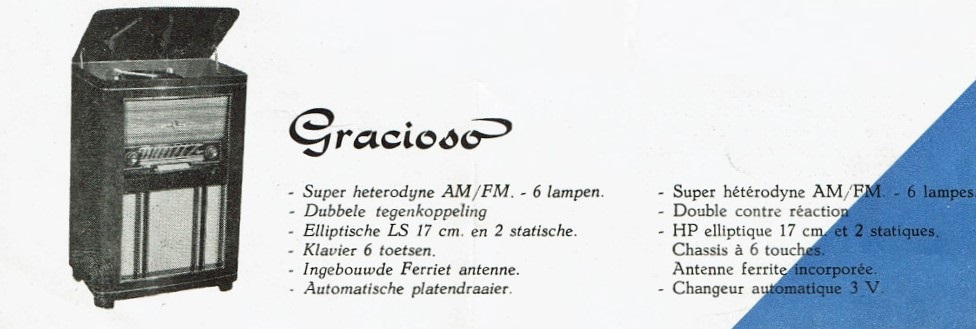 Gracioso
- Super heterodyne AM/FM. - 6 lampen.
- Dubbele tegenkoppeling
- Elliptische LS 17 cm. en 2 statische.
- Klavier 6 toetsen.
- Ingebouwde Ferriet antenne.
- Automatische platendraaier.
- Super hétérodyne AM/FM. - 6 lampes
- Double contre réaction
- HP elliptique 17 cm. et 2 statiques.
Chassis à 6 touches.
Antenne ferrite incorporée.
- Changeur automatique 3 V.